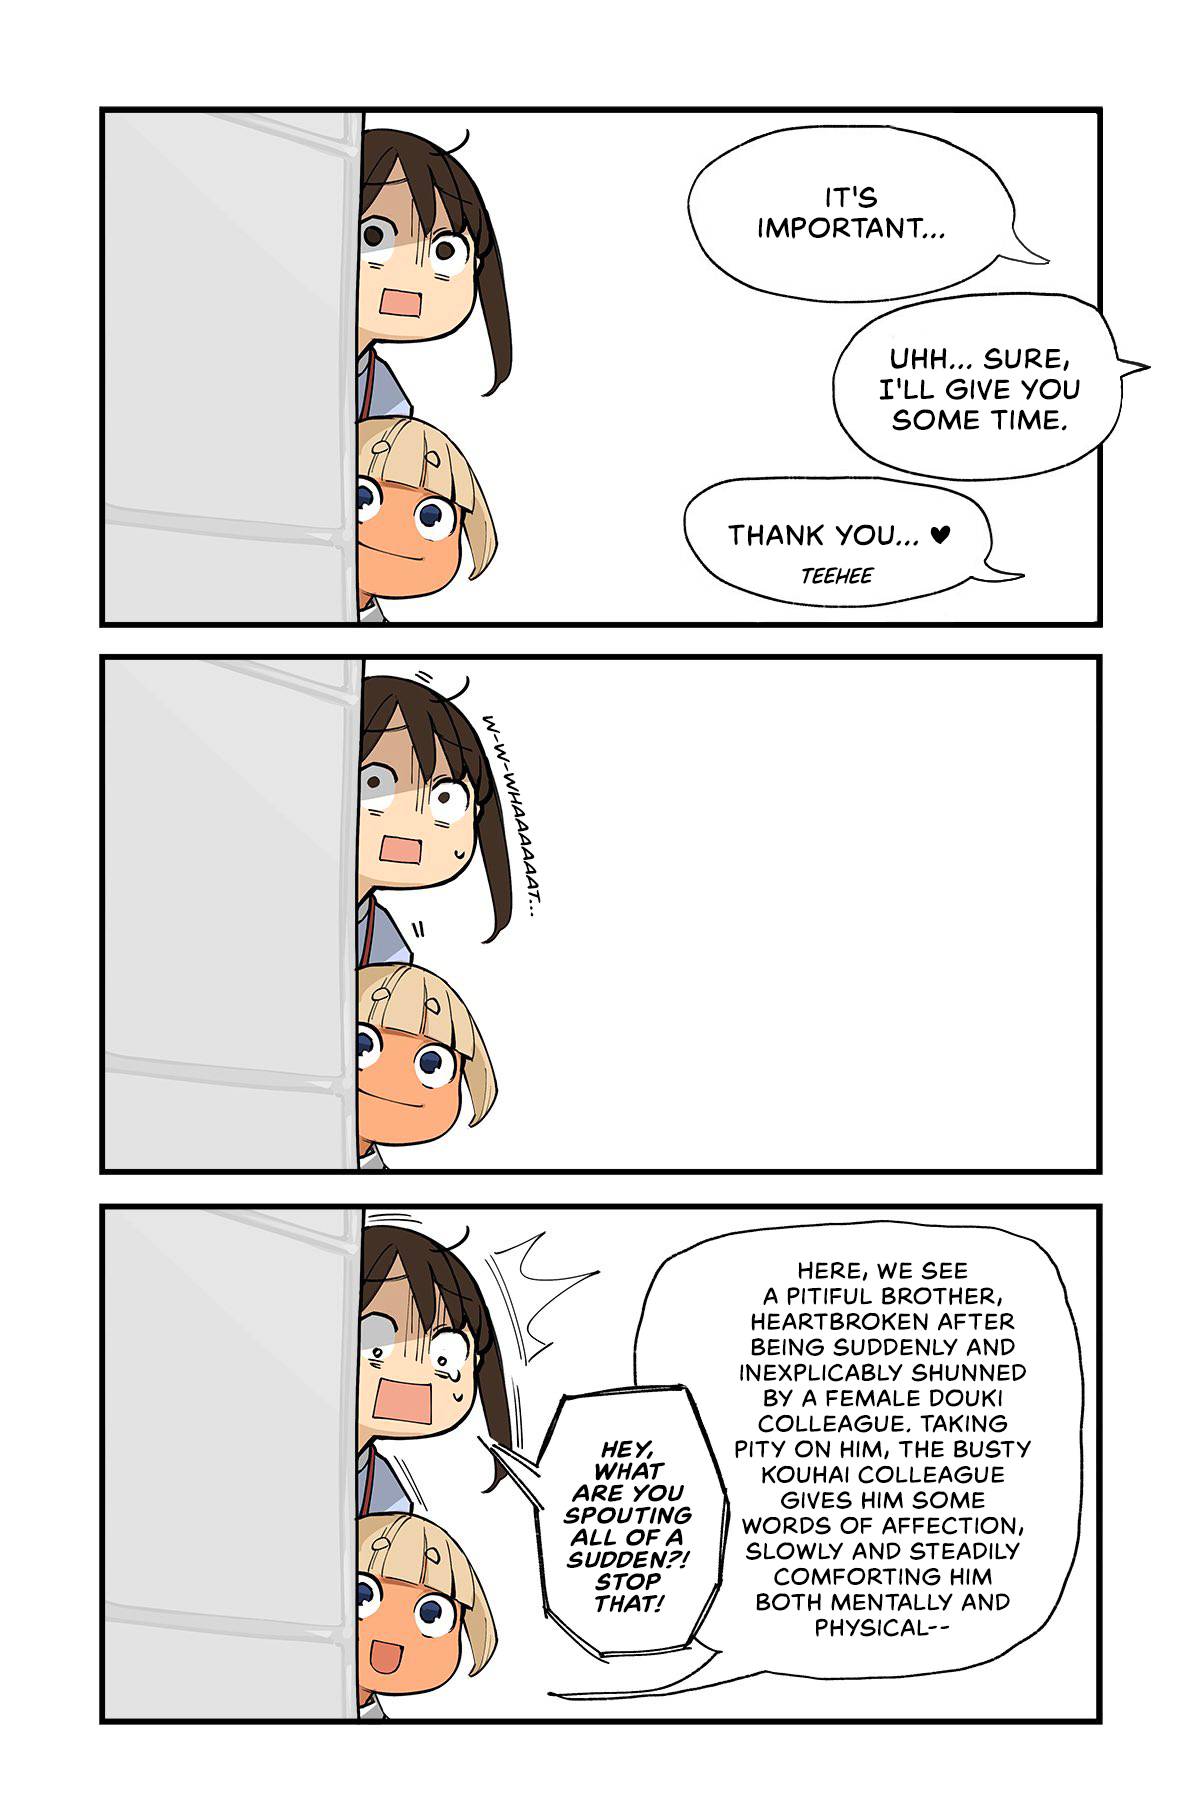 IT'S
IMPORTANT...
UHH... SURE,
I'LL GIVE YOU
SOME TIME.
THANK YOU... ♥
TEEHEE
W-W-WHAAAAAAT...
HERE, WE SEE
A PITIFUL BROTHER,
HEARTBROKEN AFTER
BEING SUDDENLY AND
INEXPLICABLY SHUNNED
BY A FEMALE DOUKI
COLLEAGUE. TAKING
PITY ON HIM, THE BUSTY
KOUHAI COLLEAGUE
GIVES HIM SOME
WORDS OF AFFECTION,
SLOWLY AND STEADILY
COMFORTING HIM
BOTH MENTALLY AND
PHYSICAL--
HEY,
WHAT
ARE YOU
SPOUTING
ALL OF A
SUDDEN?!
STOP
THAT!